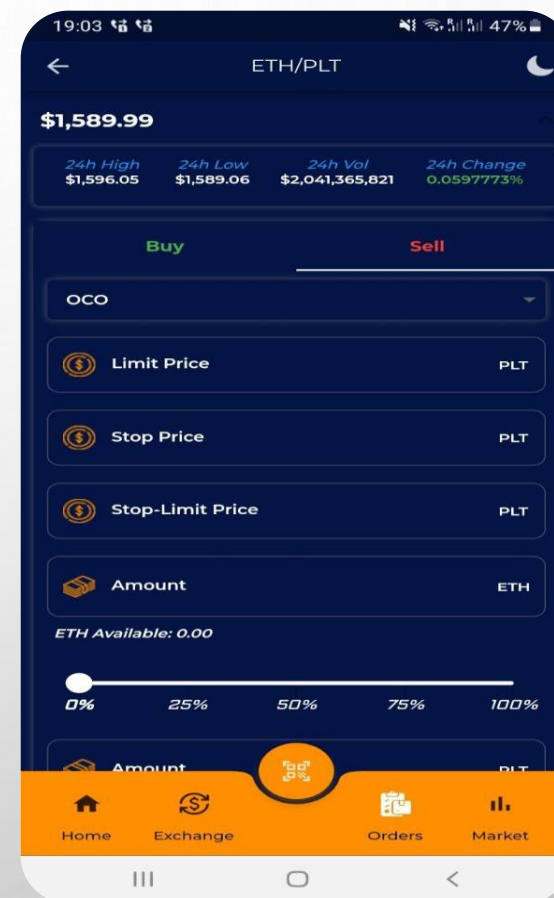 19:03 47%
ETH/PLT
$1,589.99
24h High 24h Low 24h Vol 24h Change
$1,596.05 $1,589.06 $2,041,365,821 0.0597773%
Buy Sell
OCO
Limit Price PLT
Stop Price PLT
Stop-Limit Price PLT
Amount ETH
ETH Available: 0.00
0% 25% 50% 75% 100%
Amount PLT
Home Exchange Orders Market